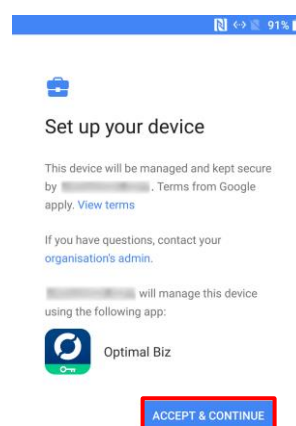 91%
Set up your device
This device will be managed and kept secure
by . Terms from Google
apply. View terms
If you have questions, contact your
organisation's admin.
will manage this device
using the following app:
Optimal Biz
ACCEPT & CONTINUE